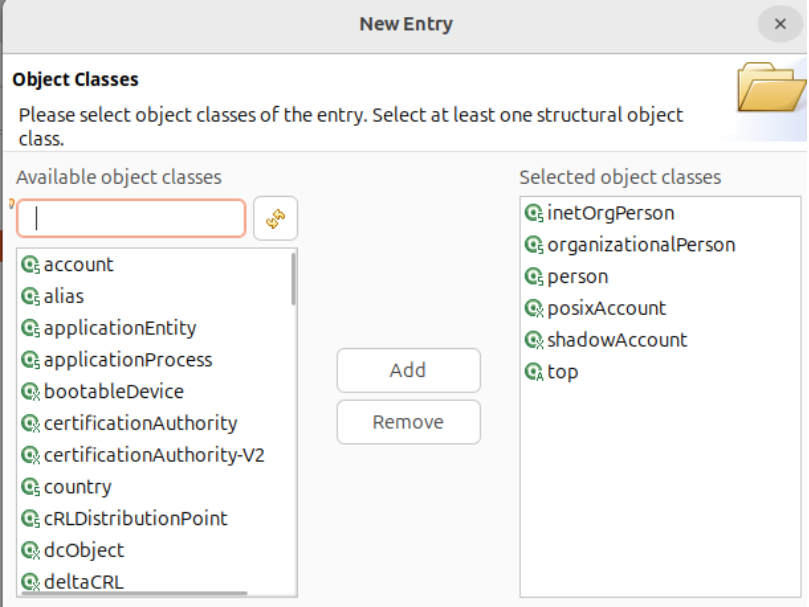 New Entry
Object Classes
Please select object classes of the entry. Select at least one structural object
class.
Available object classes
account
alias
applicationEntity
applicationProcess
bootableDevice
certificationAuthority
certificationAuthority-V2
country
cRLDistributionPoint
dcObject
deltaCRL
Add
Remove
Selected object classes
inetOrgPerson
organizationalPerson
person
posixAccount
shadowAccount
top